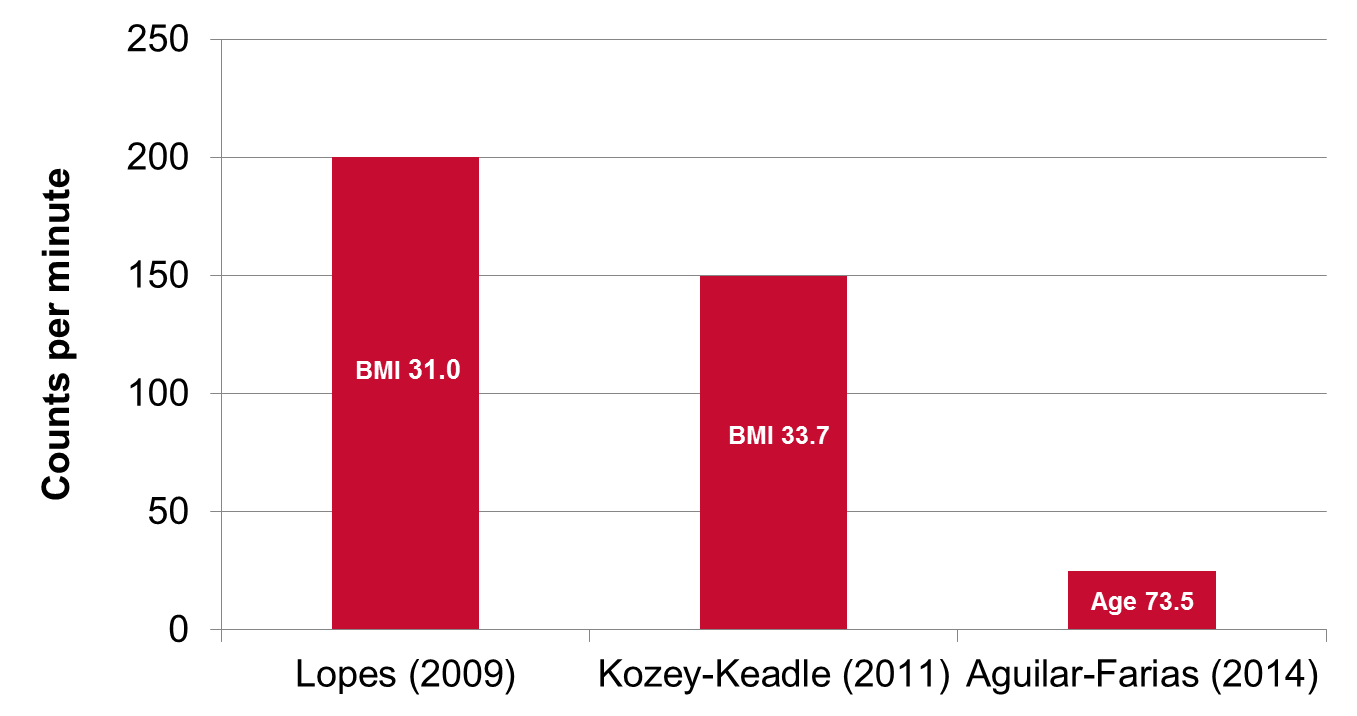 Counts per minute
250
200
150
100
50
0
BMI 31.0
BMI 33.7
Age 73.5
Lopes (2009)
Kozey-Keadle (2011)
Aguilar-Farias (2014)